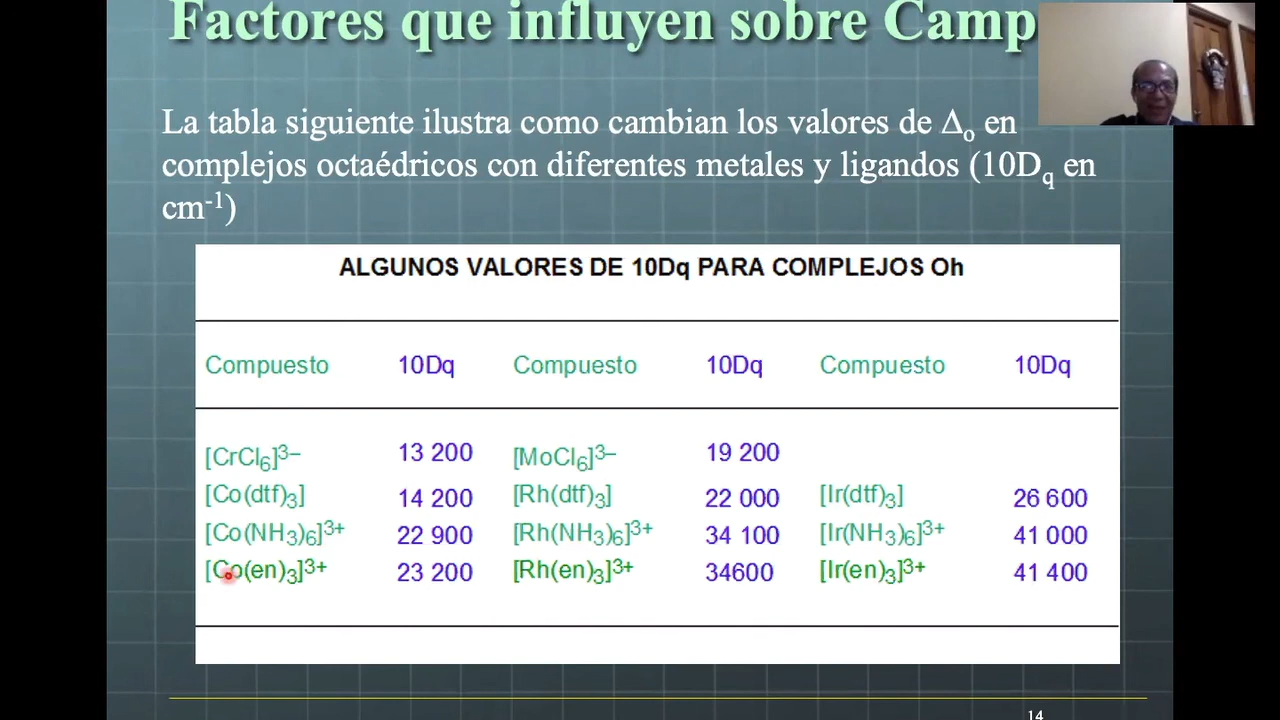 Factores que influyen sobre Camp
La tabla siguiente ilustra como cambian los valores de Δₒ en
complejos octaédricos con diferentes metales y ligandos (10Dq en
cm⁻¹)
ALGUNOS VALORES DE 10Dq PARA COMPLEJOS Oh
Compuesto 10Dq Compuesto 10Dq Compuesto 10Dq
[CrCl₆]³⁻ 13 200 [MoCl₆]³⁻ 19 200
[Co(dtf)₃] 14 200 [Rh(dtf)₃] 22 000 [Ir(dtf)₃] 26 600
[Co(NH₃)₆]³⁺ 22 900 [Rh(NH₃)₆]³⁺ 34 100 [Ir(NH₃)₆]³⁺ 41 000
[Co(en)₃]³⁺ 23 200 [Rh(en)₃]³⁺ 34600 [Ir(en)₃]³⁺ 41 400
14